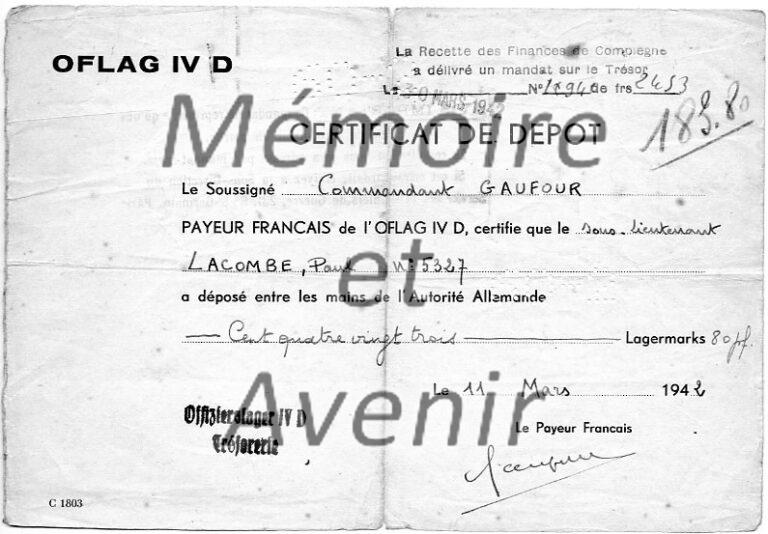 OFLAG IV D
La Recette des Finances de Compiègne
a délivré un mandat sur le Trésor
Le 30 MARS 1942 N° de frs 2453
183.80
CERTIFICAT DE DEPOT
Le Soussigné Commandant GAUFOUR
PAYEUR FRANCAIS de l'OFLAG IV D, certifie que le sous-lieutenant
LACOMBE, Paul N° 5327
a déposé entre les mains de l'Autorité Allemande
Cent quatre vingt trois Lagermarks 80 pf.
Le 11 Mars 1942
Offizierslager IV D
Trésorerie
Le Payeur Francais
C 1803
Mémoire
et
Avenir